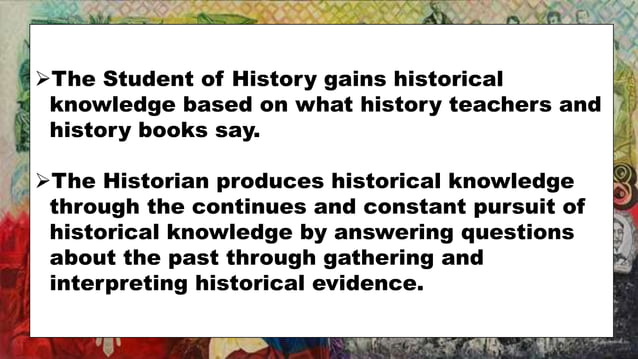 ➢The Student of History gains historical
knowledge based on what history teachers and
history books say.
➢The Historian produces historical knowledge
through the continues and constant pursuit of
historical knowledge by answering questions
about the past through gathering and
interpreting historical evidence.